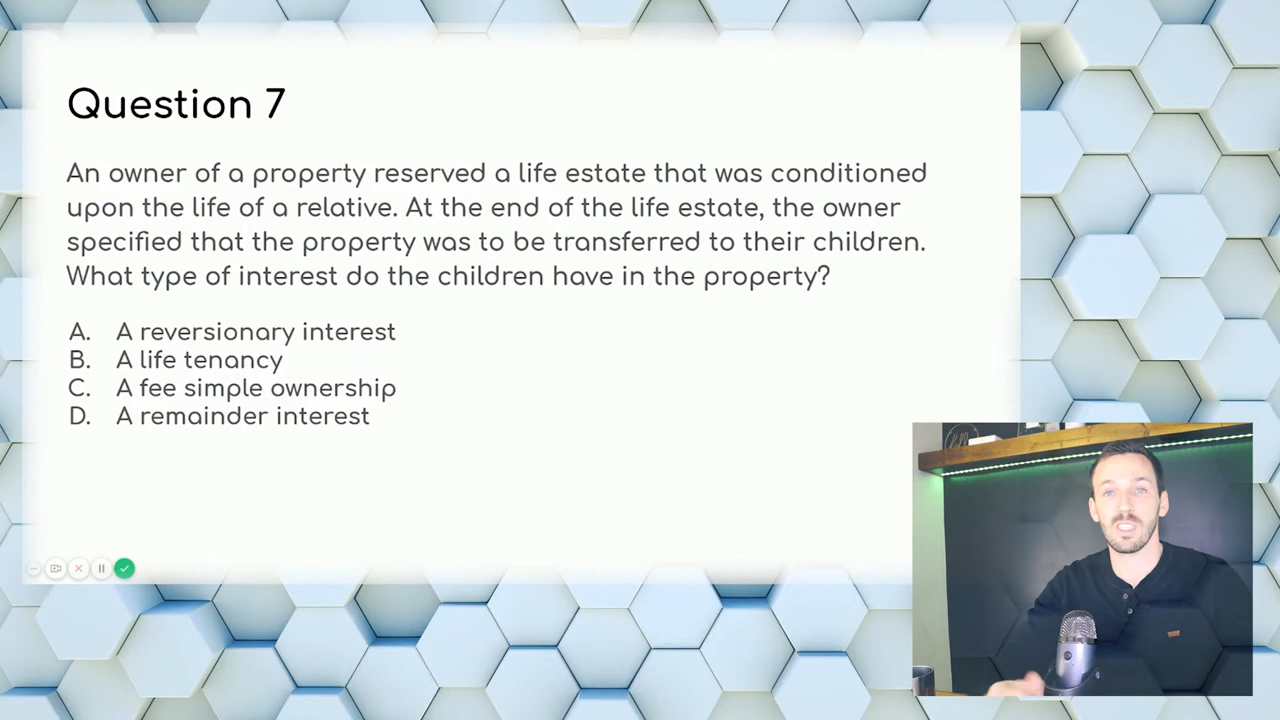 Question 7
An owner of a property reserved a life estate that was conditioned
upon the life of a relative. At the end of the life estate, the owner
specified that the property was to be transferred to their children.
What type of interest do the children have in the property?
A. A reversionary interest
B. A life tenancy
C. A fee simple ownership
D. A remainder interest